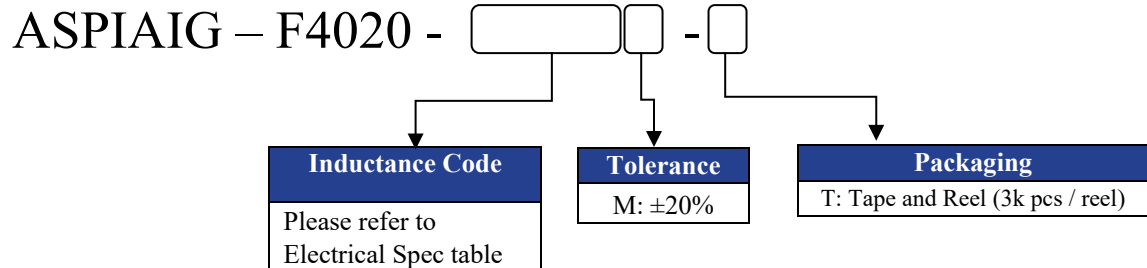 ASPIAIG – F4020 - -
Inductance Code
Please refer to
Electrical Spec table
Tolerance
M: ±20%
Packaging
T: Tape and Reel (3k pcs / reel)